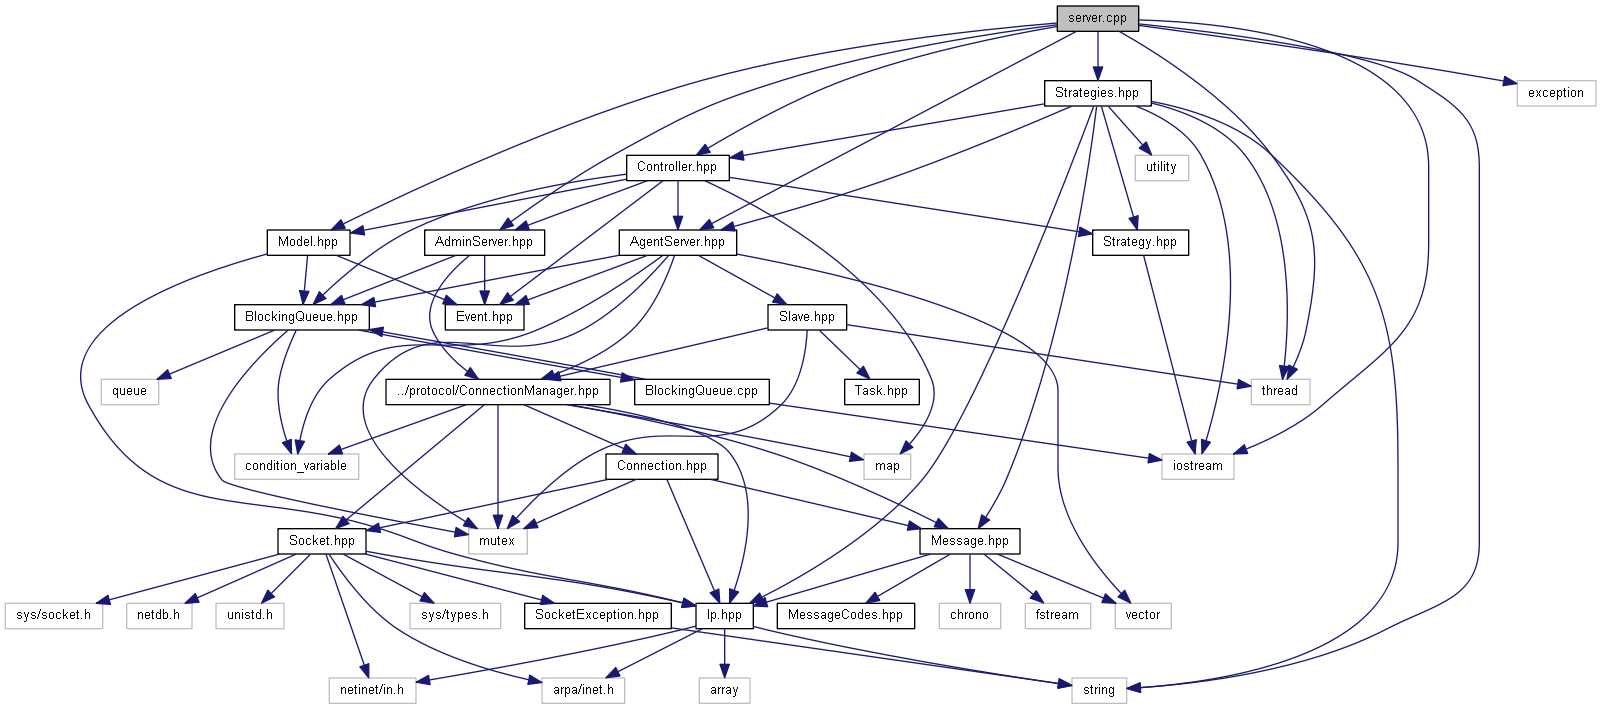 server.cpp
Strategies.hpp
exception
Controller.hpp
utility
Model.hpp
AdminServer.hpp
AgentServer.hpp
Strategy.hpp
BlockingQueue.hpp
Event.hpp
Slave.hpp
queue
../protocol/ConnectionManager.hpp
BlockingQueue.cpp
Task.hpp
thread
condition_variable
Connection.hpp
map
iostream
Socket.hpp
mutex
Message.hpp
sys/socket.h
netdb.h
unistd.h
sys/types.h
SocketException.hpp
Ip.hpp
MessageCodes.hpp
chrono
fstream
vector
netinet/in.h
arpa/inet.h
array
string